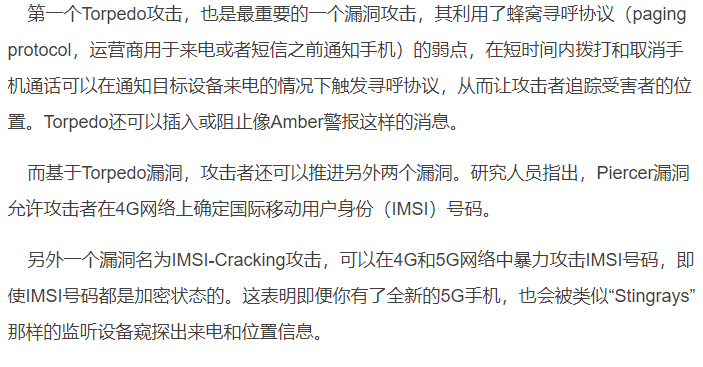 第一个Torpedo攻击，也是最重要的一个漏洞攻击，其利用了蜂窝寻呼协议（paging
protocol，运营商用于来电或者短信之前通知手机）的弱点，在短时间内拨打和取消手
机通话可以在通知目标设备来电的情况下触发寻呼协议，从而让攻击者追踪受害者的位
置。Torpedo还可以插入或阻止像Amber警报这样的消息。
而基于Torpedo漏洞，攻击者还可以推进另外两个漏洞。研究人员指出，Piercer漏洞
允许攻击者在4G网络上确定国际移动用户身份（IMSI）号码。
另外一个漏洞名为IMSI-Cracking攻击，可以在4G和5G网络中暴力攻击IMSI号码，即
使IMSI号码都是加密状态的。这表明即便你有了全新的5G手机，也会被类似“Stingrays”
那样的监听设备窥探出来电和位置信息。